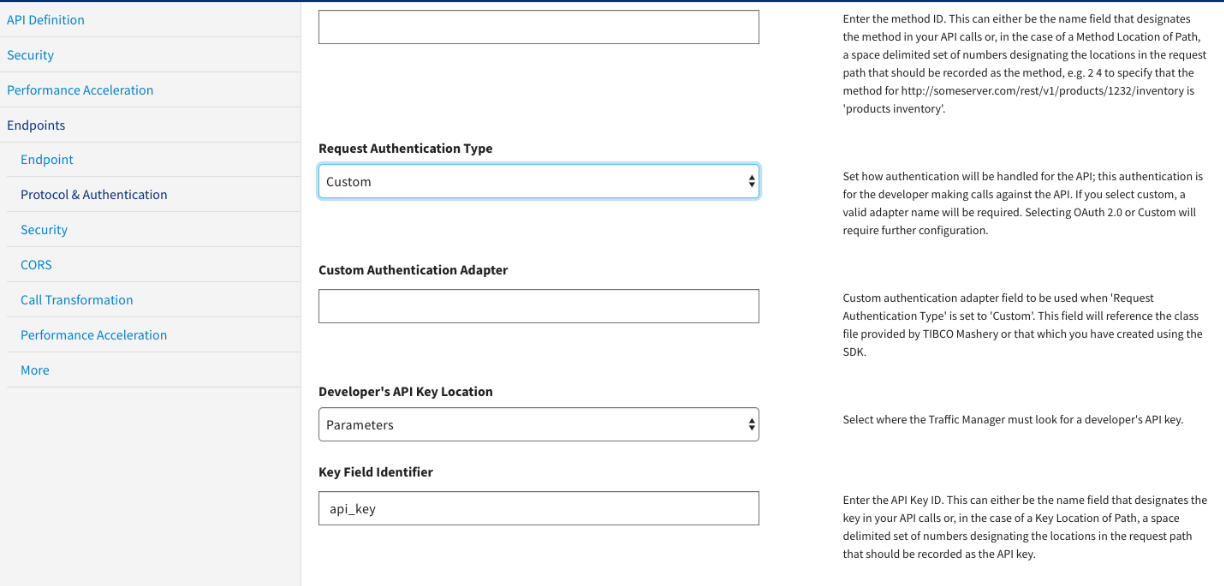 API Definition
Security
Performance Acceleration
Endpoints
Endpoint
Protocol & Authentication
Security
CORS
Call Transformation
Performance Acceleration
More
Enter the method ID. This can either be the name field that designates
the method in your API calls or, in the case of a Method Location of Path,
a space delimited set of numbers designating the locations in the request
path that should be recorded as the method, e.g. 2 4 to specify that the
method for http://someserver.com/rest/v1/products/1232/inventory is
'products inventory'.
Request Authentication Type
Custom
Set how authentication will be handled for the API; this authentication is
for the developer making calls against the API. If you select custom, a
valid adapter name will be required. Selecting OAuth 2.0 or Custom will
require further configuration.
Custom Authentication Adapter
Custom authentication adapter field to be used when 'Request
Authentication Type' is set to 'Custom'. This field will reference the class
file provided by TIBCO Mashery or that which you have created using the
SDK.
Developer's API Key Location
Parameters
Select where the Traffic Manager must look for a developer's API key.
Key Field Identifier
api_key
Enter the API Key ID. This can either be the name field that designates the
key in your API calls or, in the case of a Key Location of Path, a space
delimited set of numbers designating the locations in the request path
that should be recorded as the API key.